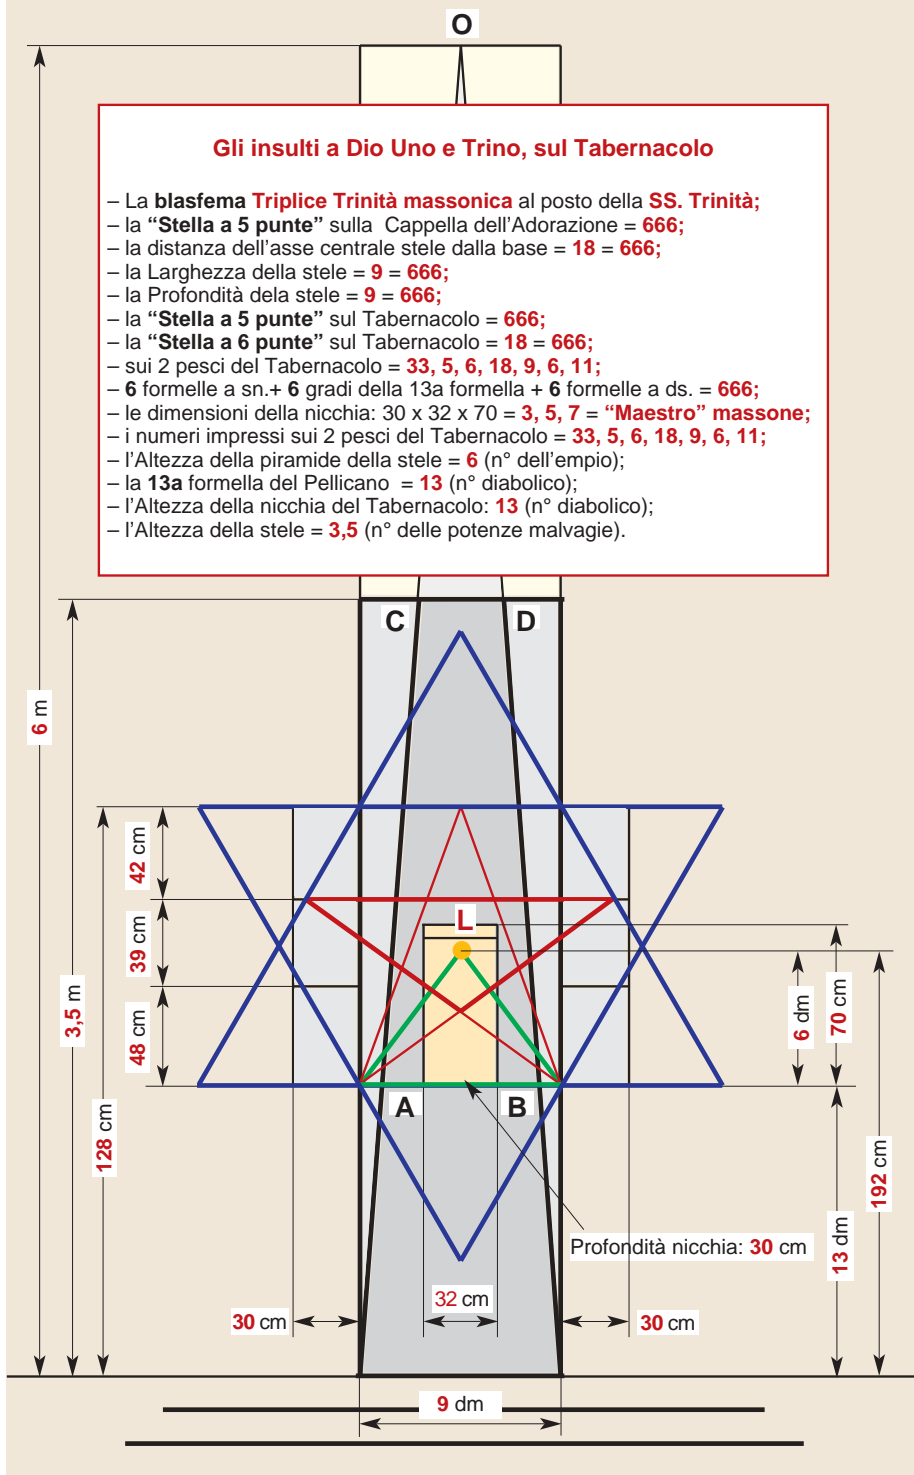 O
Gli insulti a Dio Uno e Trino, sul Tabernacolo
– La blasfema Triplice Trinità massonica al posto della SS. Trinità;
– la “Stella a 5 punte” sulla Cappella dell’Adorazione = 666;
– la distanza dell’asse centrale stele dalla base = 18 = 666;
– la Larghezza della stele = 9 = 666;
– la Profondità dela stele = 9 = 666;
– la “Stella a 5 punte” sul Tabernacolo = 666;
– la “Stella a 6 punte” sul Tabernacolo = 18 = 666;
– sui 2 pesci del Tabernacolo = 33, 5, 6, 18, 9, 6, 11;
– 6 formelle a sn.+ 6 gradi della 13a formella + 6 formelle a ds. = 666;
– le dimensioni della nicchia: 30 x 32 x 70 = 3, 5, 7 = “Maestro” massone;
– i numeri impressi sui 2 pesci del Tabernacolo = 33, 5, 6, 18, 9, 6, 11;
– l’Altezza della piramide della stele = 6 (n° dell’empio);
– la 13a formella del Pellicano = 13 (n° diabolico);
– l’Altezza della nicchia del Tabernacolo: 13 (n° diabolico);
– l’Altezza della stele = 3,5 (n° delle potenze malvagie).
C D
6 m
42 cm
L
39 cm
3,5 m
6 dm
70 cm
48 cm
A B
128 cm
192 cm
13 dm
Profondità nicchia: 30 cm
32 cm
30 cm
30 cm
9 dm